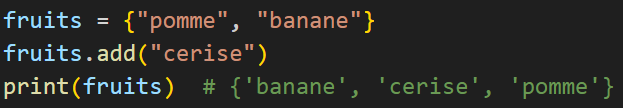 fruits = {"pomme", "banane"}
fruits.add("cerise")
print(fruits)  # {'banane', 'cerise', 'pomme'}